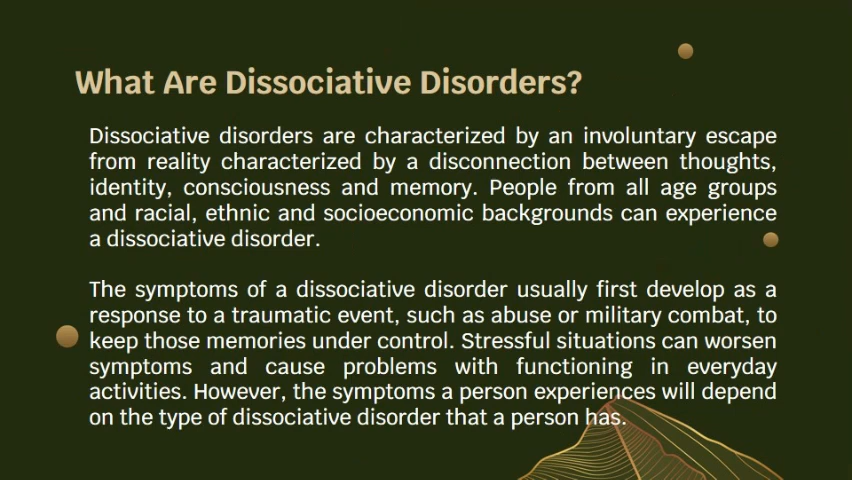 What Are Dissociative Disorders?
Dissociative disorders are characterized by an involuntary escape
from reality characterized by a disconnection between thoughts,
identity, consciousness and memory. People from all age groups
and racial, ethnic and socioeconomic backgrounds can experience
a dissociative disorder.
The symptoms of a dissociative disorder usually first develop as a
response to a traumatic event, such as abuse or military combat, to
keep those memories under control. Stressful situations can worsen
symptoms and cause problems with functioning in everyday
activities. However, the symptoms a person experiences will depend
on the type of dissociative disorder that a person has.